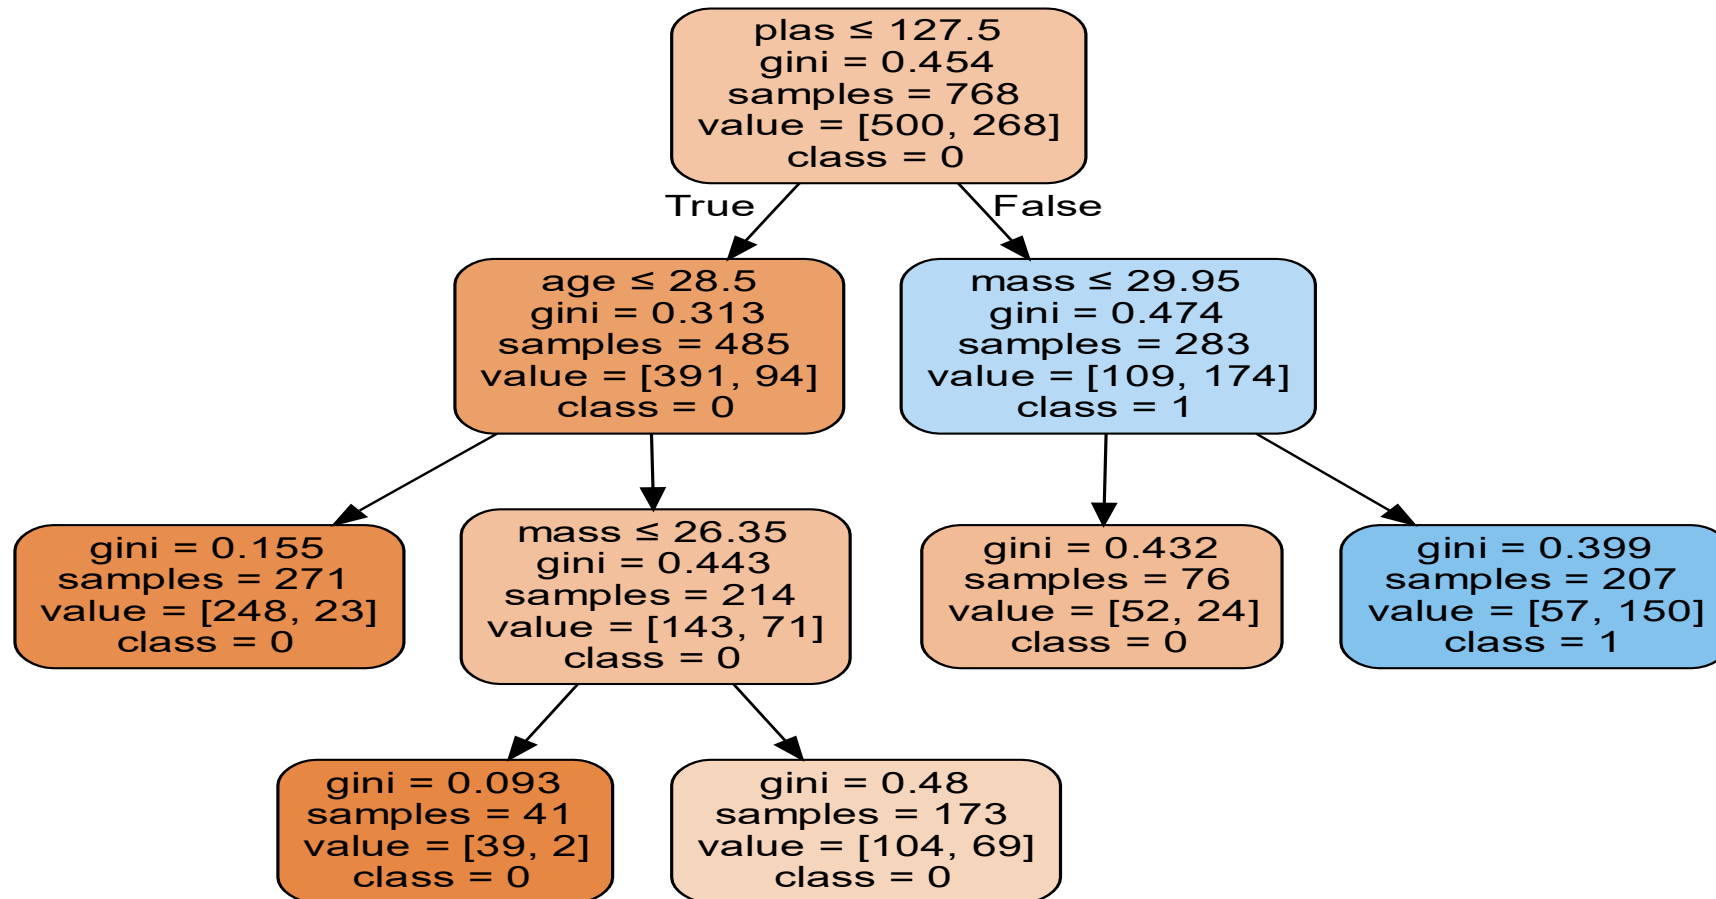 plas ≤ 127.5
gini = 0.454
samples = 768
value = [500, 268]
class = 0
True
False
age ≤ 28.5
gini = 0.313
samples = 485
value = [391, 94]
class = 0
mass ≤ 29.95
gini = 0.474
samples = 283
value = [109, 174]
class = 1
gini = 0.155
samples = 271
value = [248, 23]
class = 0
mass ≤ 26.35
gini = 0.443
samples = 214
value = [143, 71]
class = 0
gini = 0.432
samples = 76
value = [52, 24]
class = 0
gini = 0.399
samples = 207
value = [57, 150]
class = 1
gini = 0.093
samples = 41
value = [39, 2]
class = 0
gini = 0.48
samples = 173
value = [104, 69]
class = 0